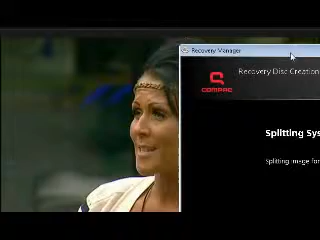 Recovery Manager
Recovery Disc Creation
COMPAQ
Splitting Sys
Splitting image for